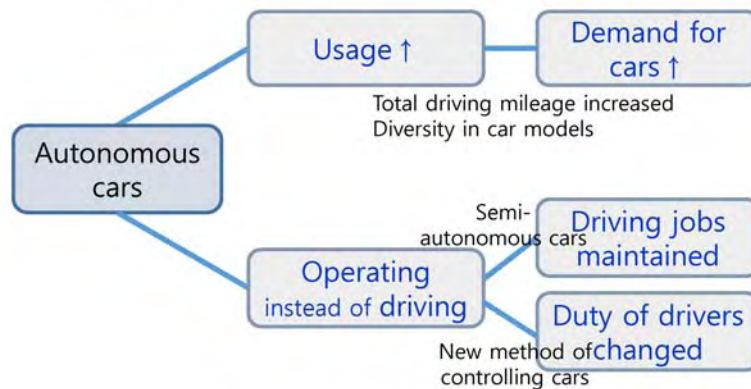 Usage ↑
Demand for
cars ↑
Total driving mileage increased
Diversity in car models
Autonomous
cars
Semi-
autonomous cars
Driving jobs
maintained
Operating
instead of driving
Duty of drivers
changed
New method of
controlling cars